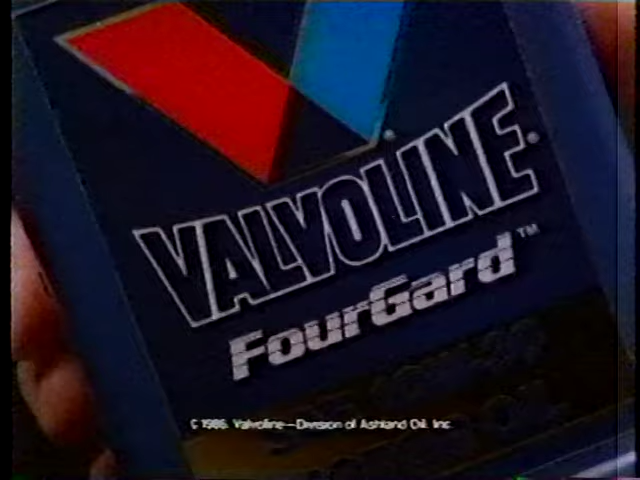 VALVOLINE®
FourGard™
© 1986. Valvoline—Division of Ashland Oil. Inc.